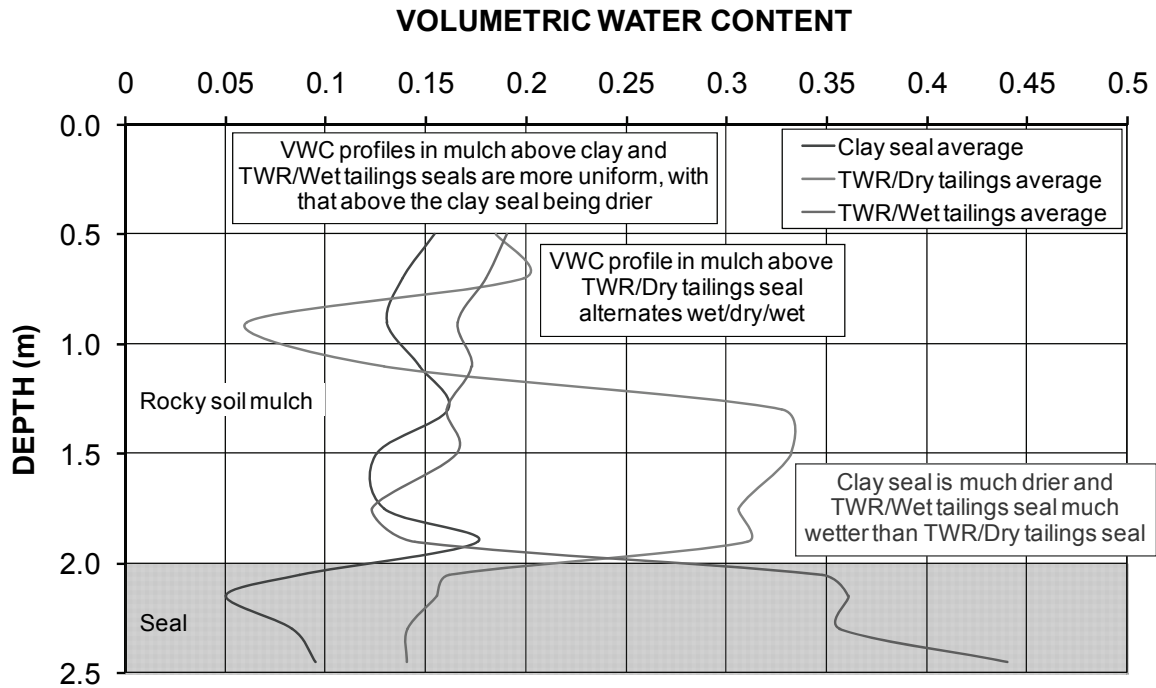 VOLUMETRIC WATER CONTENT
0 0.05 0.1 0.15 0.2 0.25 0.3 0.35 0.4 0.45 0.5
DEPTH (m)
0.0
0.5
1.0
1.5
2.0
2.5
VWC profiles in mulch above clay and
TWR/Wet tailings seals are more uniform, with
that above the clay seal being drier
Clay seal average
TWR/Dry tailings average
TWR/Wet tailings average
VWC profile in mulch above
TWR/Dry tailings seal
alternates wet/dry/wet
Rocky soil mulch
Clay seal is much drier and
TWR/Wet tailings seal much
wetter than TWR/Dry tailings seal
Seal